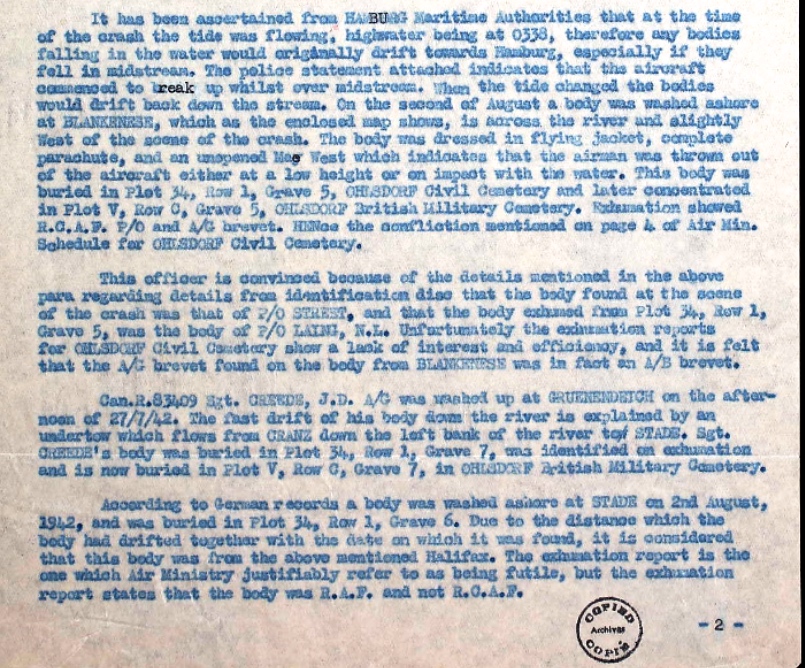 It has been ascertained from HAMBURG Maritime Authorities that at the time
of the crash the tide was flowing, highwater being at 0338, therefore any bodies
falling in the water would originally drift towards Hamburg, especially if they
fell in midstream. The police statement attached indicates that the aircraft
commenced to break up whilst over midstream. When the tide changed the bodies
would drift back down the stream. On the second of August a body was washed ashore
at BLANKENESE, which as the enclosed map shows, is across the river and slightly
West of the scene of the crash. The body was dressed in flying jacket, complete
parachute, and an unopened Mae West which indicates that the airman was thrown out
of the aircraft either at a low height or on impact with the water. This body was
buried in Plot 34, Row 1, Grave 5, OHLSDORF Civil Cemetery and later concentrated
in Plot V, Row C, Grave 5, OHLSDORF British Military Cemetery. Exhumation showed
R.C.A.F. P/O and A/G brevet. HENce the confliction mentioned on page 4 of Air Min.
Schedule for OHLSDORF Civil Cemetery.
This officer is convinced because of the details mentioned in the above
para regarding details from identification disc that the body found at the scene
of the crash was that of P/O STREET, and that the body exhumed from Plot 34, Row 1,
Grave 5, was the body of P/O LAING, N.L. Unfortunately the exhumation reports
for OHLSDORF Civil Cemetery show a lack of interest and efficiency, and it is felt
that the A/G brevet found on the body from BLANKENESE was in fact an A/B brevet.
Can.R.83409 Sgt. CREEDE, J.D. A/G was washed up at GRUENENDEICH on the after-
noon of 27/7/42. The fast drift of his body down the river is explained by an
undertow which flows from CRANZ down the left bank of the river to STADE. Sgt.
CREEDE's body was buried in Plot 34, Row 1, Grave 7, was identified on exhumation
and is now buried in Plot V, Row C, Grave 7, in OHLSDORF British Military Cemetery.
According to German records a body was washed ashore at STADE on 2nd August,
1942, and was buried in Plot 34, Row 1, Grave 6. Due to the distance which the
body had drifted together with the date on which it was found, it is considered
that this body was from the above mentioned Halifax. The exhumation report is the
one which Air Ministry justifiably refer to as being futile, but the exhumation
report states that the body was R.A.F. and not R.C.A.F.
COPIED
Archives
COPIÉ
- 2 -